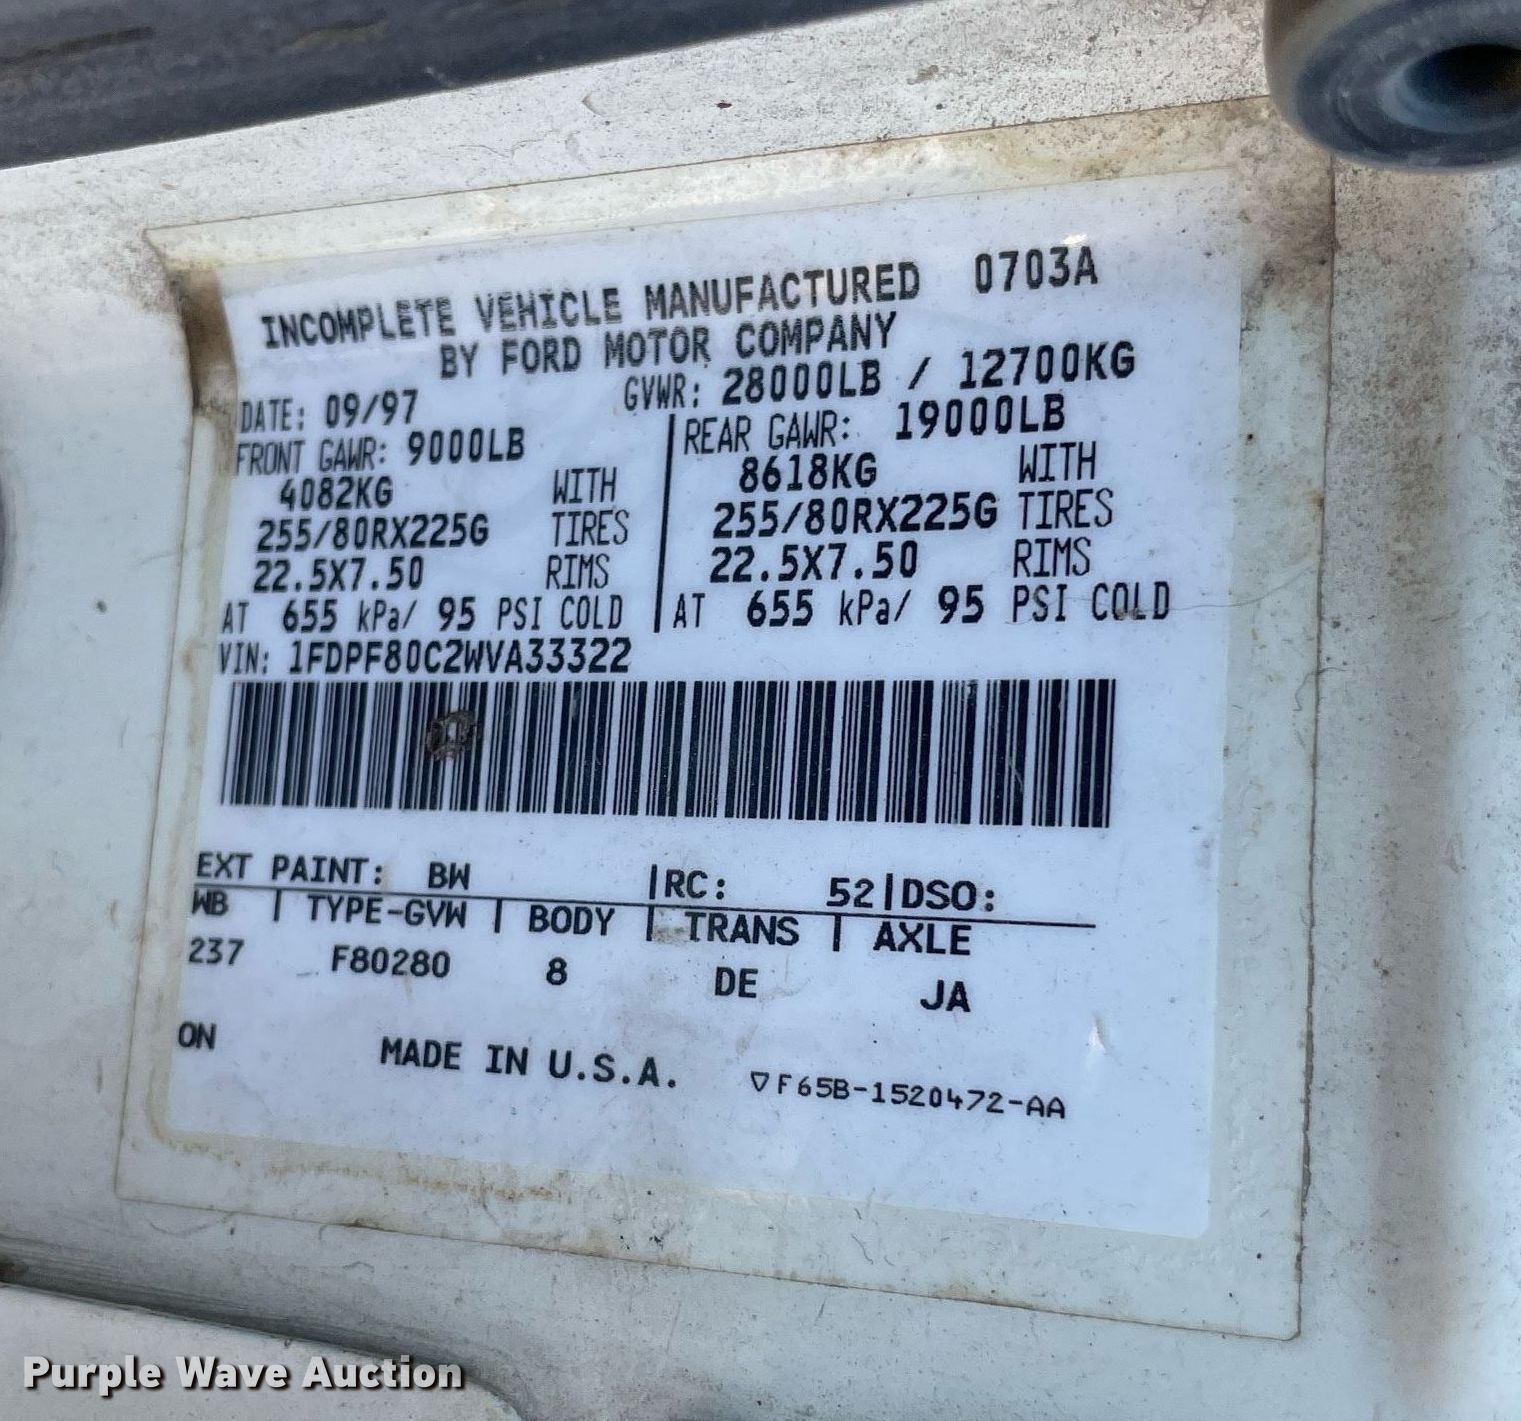 INCOMPLETE VEHICLE MANUFACTURED 0703A
BY FORD MOTOR COMPANY
DATE: 09/97 GVWR: 28000LB / 12700KG
FRONT GAWR: 9000LB REAR GAWR: 19000LB
4082KG WITH 8618KG WITH
255/80RX225G TIRES 255/80RX225G TIRES
22.5X7.50 RIMS 22.5X7.50 RIMS
AT 655 kPa/ 95 PSI COLD AT 655 kPa/ 95 PSI COLD
VIN: 1FDPF80C2WVA33322
EXT PAINT: BW |RC: 52|DSO:
WB | TYPE-GVW | BODY | TRANS | AXLE
237 F80280 8 DE JA
ON MADE IN U.S.A. ▽F65B-1520472-AA
Purple Wave Auction